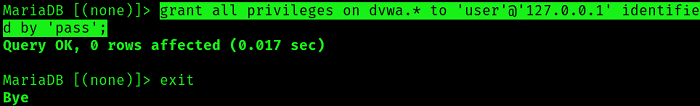 MariaDB [(none)]> grant all privileges on dvwa.* to 'user'@'127.0.0.1' identifie
d by 'pass';
Query OK, 0 rows affected (0.017 sec)
MariaDB [(none)]> exit
Bye